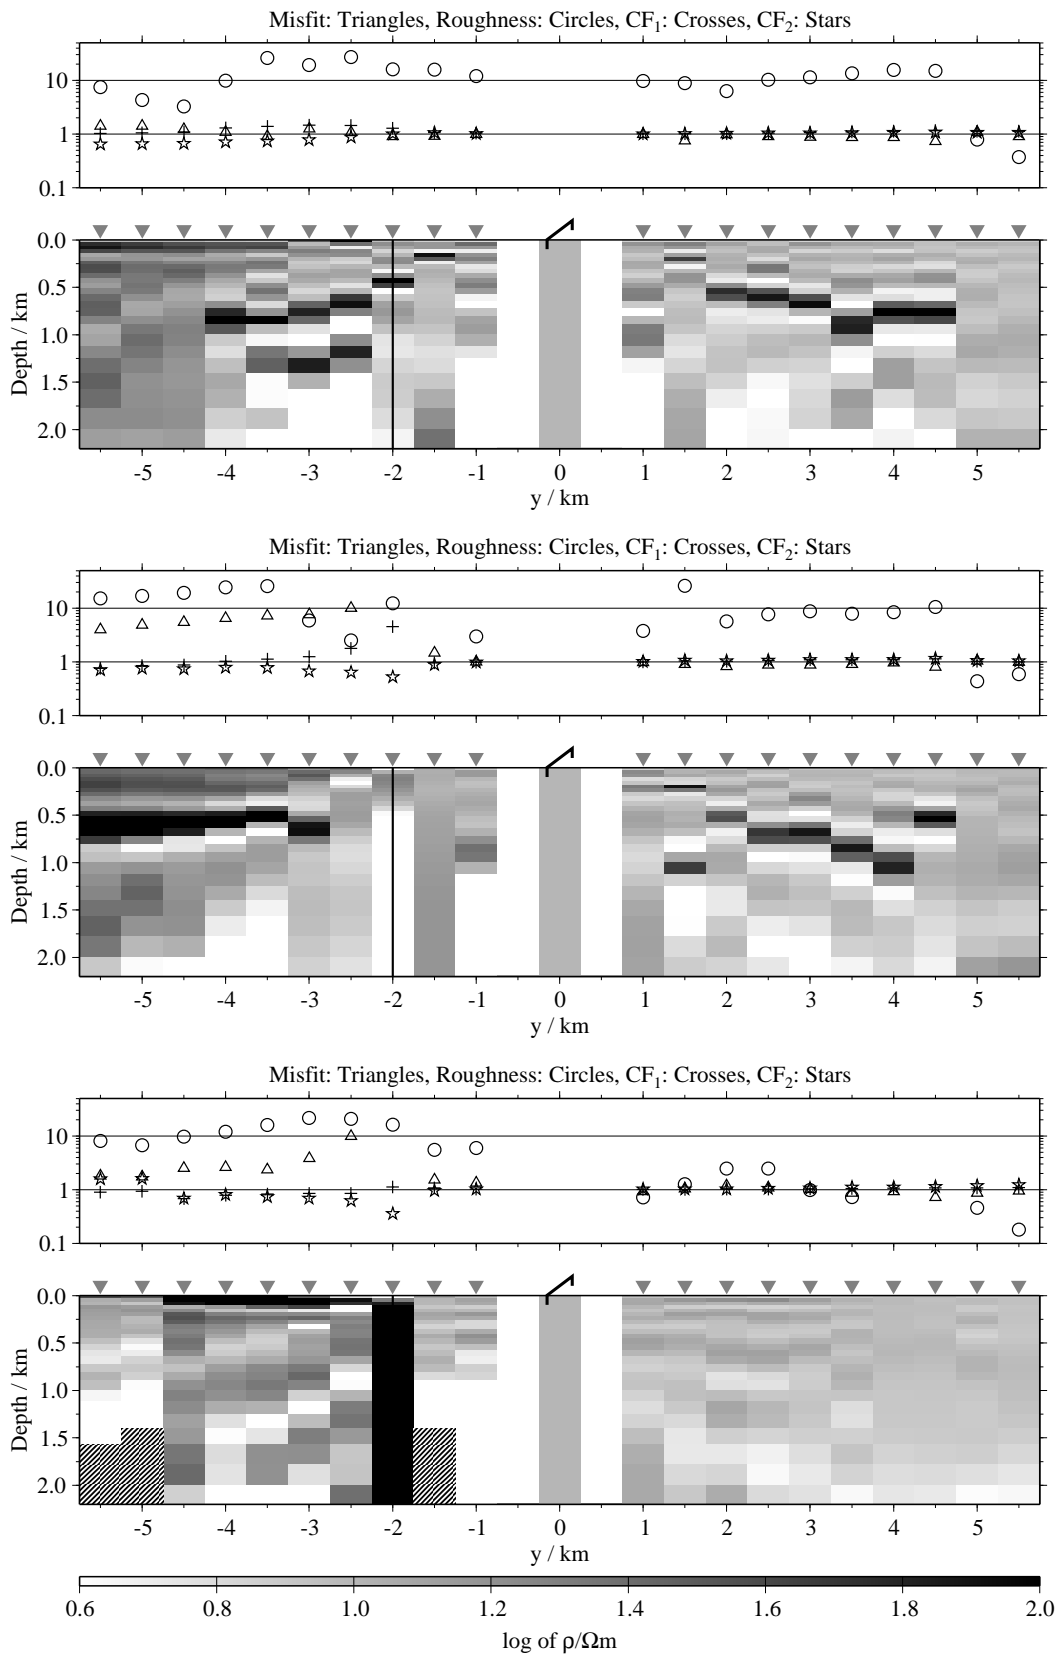 Misfit: Triangles, Roughness: Circles, CF1: Crosses, CF2: Stars
10
1
0.1
0.0
0.5
1.0
1.5
2.0
Depth / km
-5 -4 -3 -2 -1 0 1 2 3 4 5
y / km
Misfit: Triangles, Roughness: Circles, CF1: Crosses, CF2: Stars
10
1
0.1
0.0
0.5
1.0
1.5
2.0
Depth / km
-5 -4 -3 -2 -1 0 1 2 3 4 5
y / km
Misfit: Triangles, Roughness: Circles, CF1: Crosses, CF2: Stars
10
1
0.1
0.0
0.5
1.0
1.5
2.0
Depth / km
-5 -4 -3 -2 -1 0 1 2 3 4 5
y / km
0.6 0.8 1.0 1.2 1.4 1.6 1.8 2.0
log of ρ/Ωm